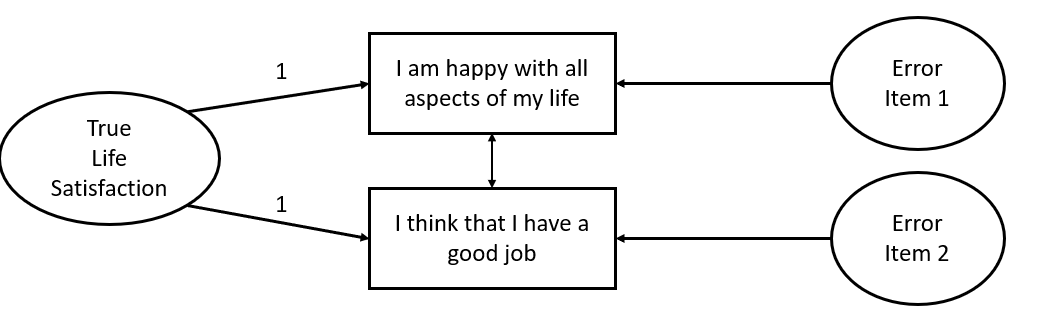 True
Life
Satisfaction
1
1
I am happy with all
aspects of my life
I think that I have a
good job
Error
Item 1
Error
Item 2